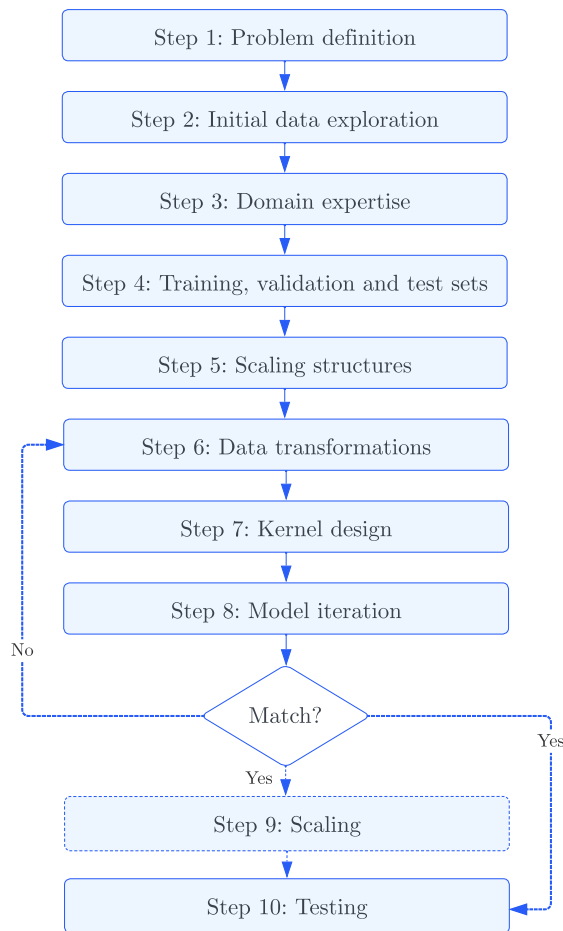 Step 1: Problem definition
Step 2: Initial data exploration
Step 3: Domain expertise
Step 4: Training, validation and test sets
Step 5: Scaling structures
Step 6: Data transformations
Step 7: Kernel design
Step 8: Model iteration
No
Match?
Yes
Yes
Step 9: Scaling
Step 10: Testing